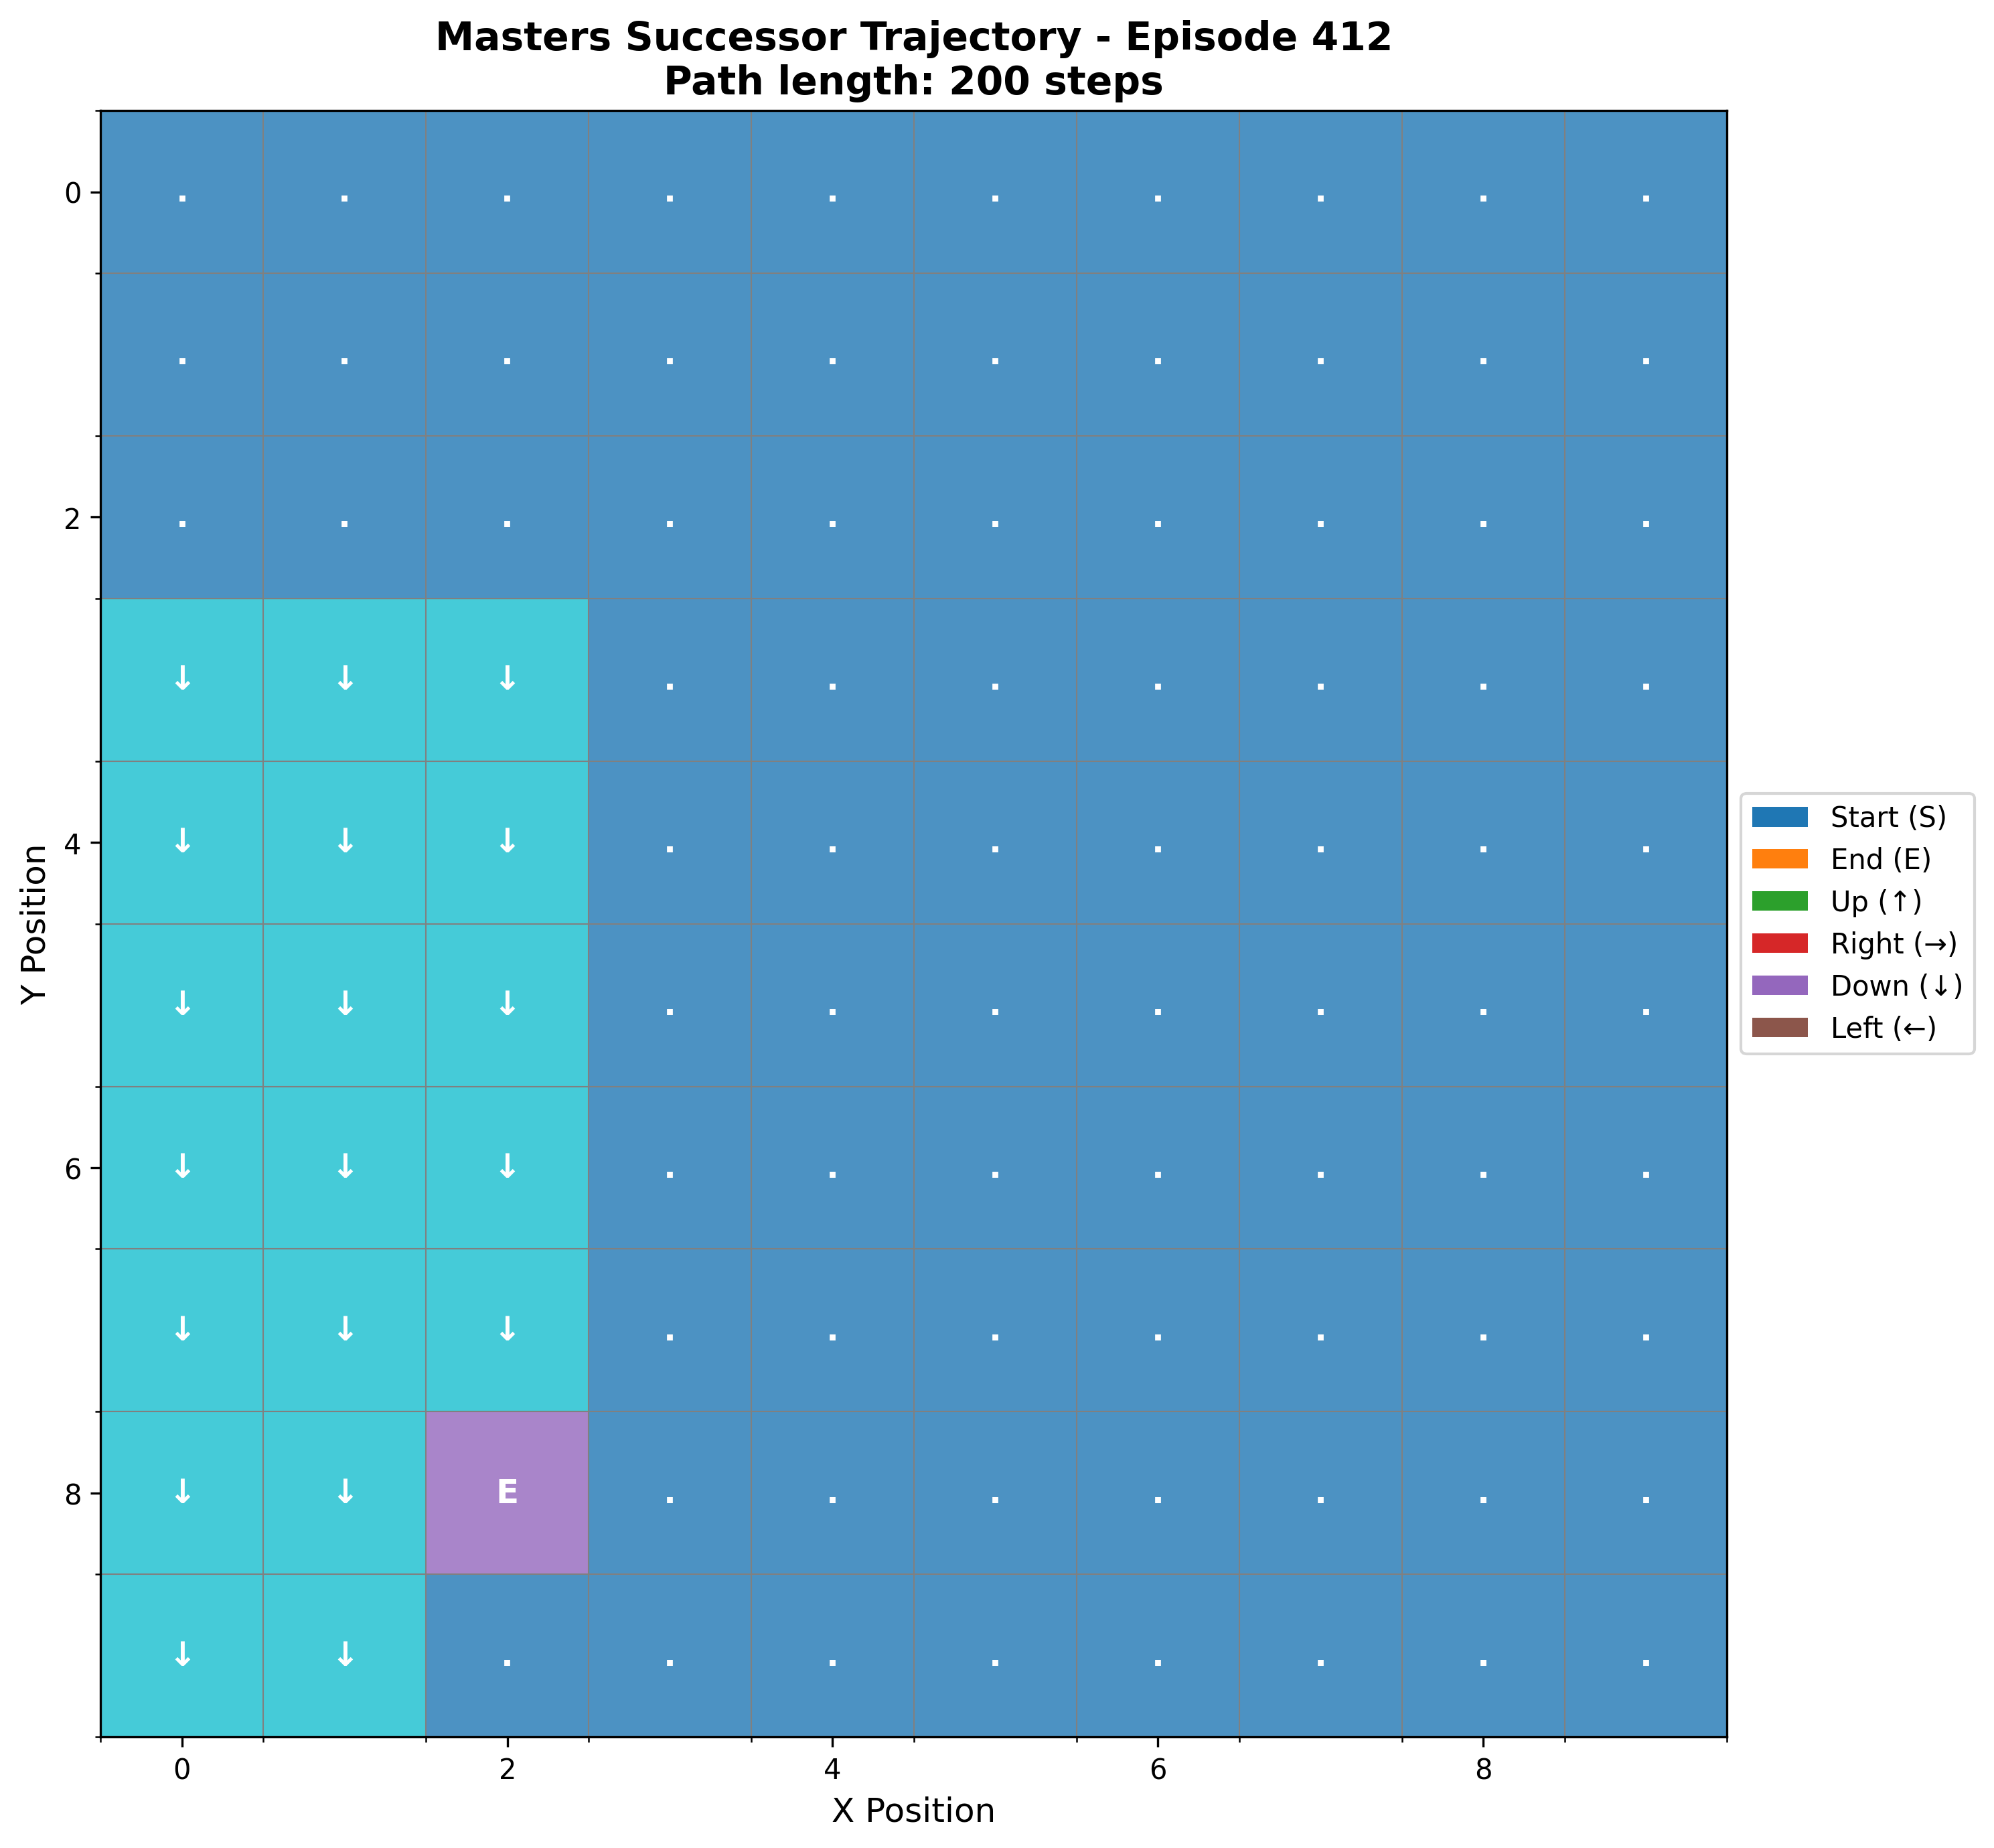 Masters Successor Trajectory - Episode 412
Path length: 200 steps
0
. . . . . . . . . .
. . . . . . . . . .
2
. . . . . . . . . .
↓ ↓ ↓ . . . . . . .
4
↓ ↓ ↓ . . . . . . .
↓ ↓ ↓ . . . . . . .
6
↓ ↓ ↓ . . . . . . .
↓ ↓ ↓ . . . . . . .
8
↓ ↓ E . . . . . . .
↓ ↓ . . . . . . . .
0 2 4 6 8
X Position
Y Position
Start (S)
End (E)
Up (↑)
Right (→)
Down (↓)
Left (←)